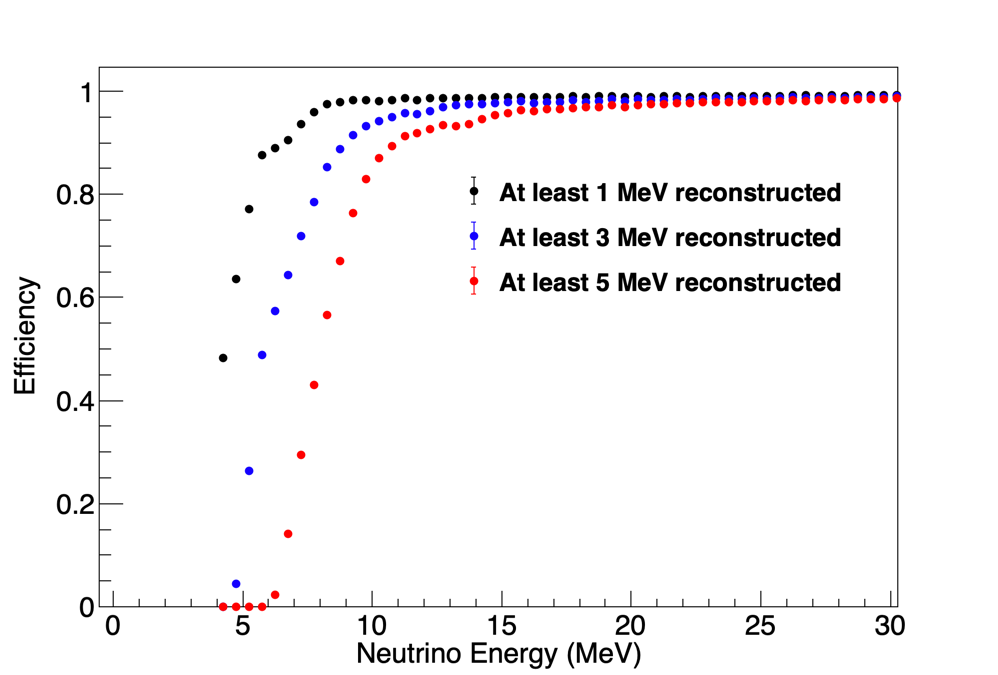 1
0.8
0.6
0.4
0.2
0
Efficiency
At least 1 MeV reconstructed
At least 3 MeV reconstructed
At least 5 MeV reconstructed
0 5 10 15 20 25 30
Neutrino Energy (MeV)